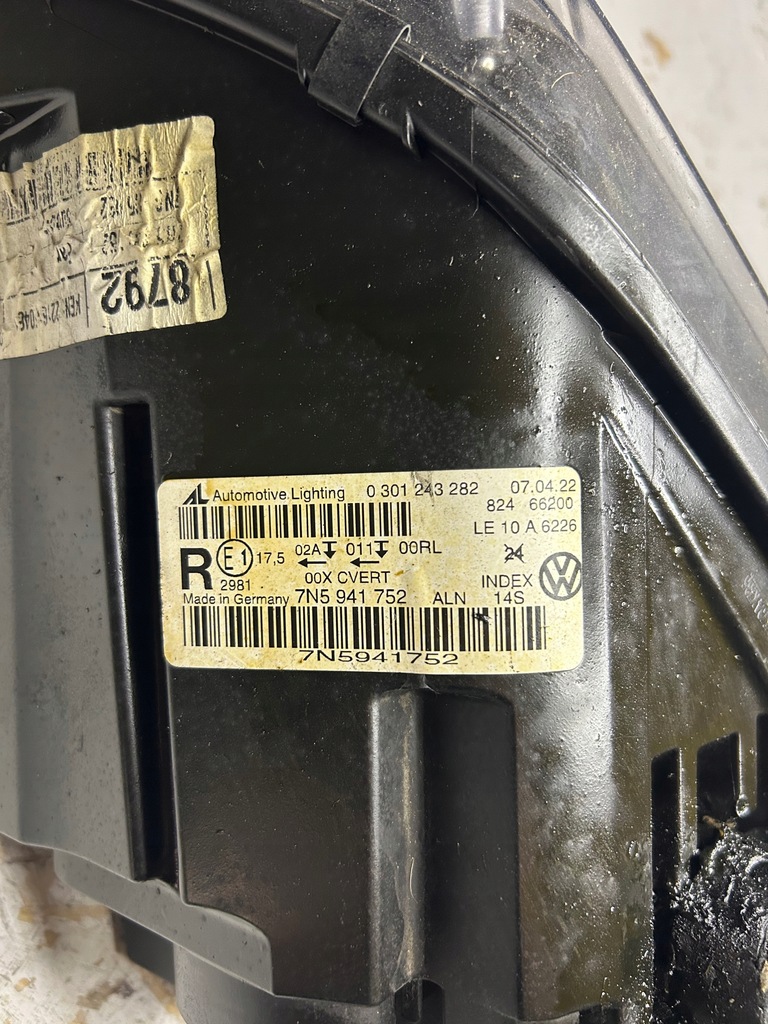 8792
AL Automotive Lighting 0 301 243 282 07.04.22
824 66200
LE 10 A 6226
R E1 17,5 02A 011 00RL 24
2981 00X CVERT INDEX
Made in Germany 7N5 941 752 ALN 14S
7N5941752